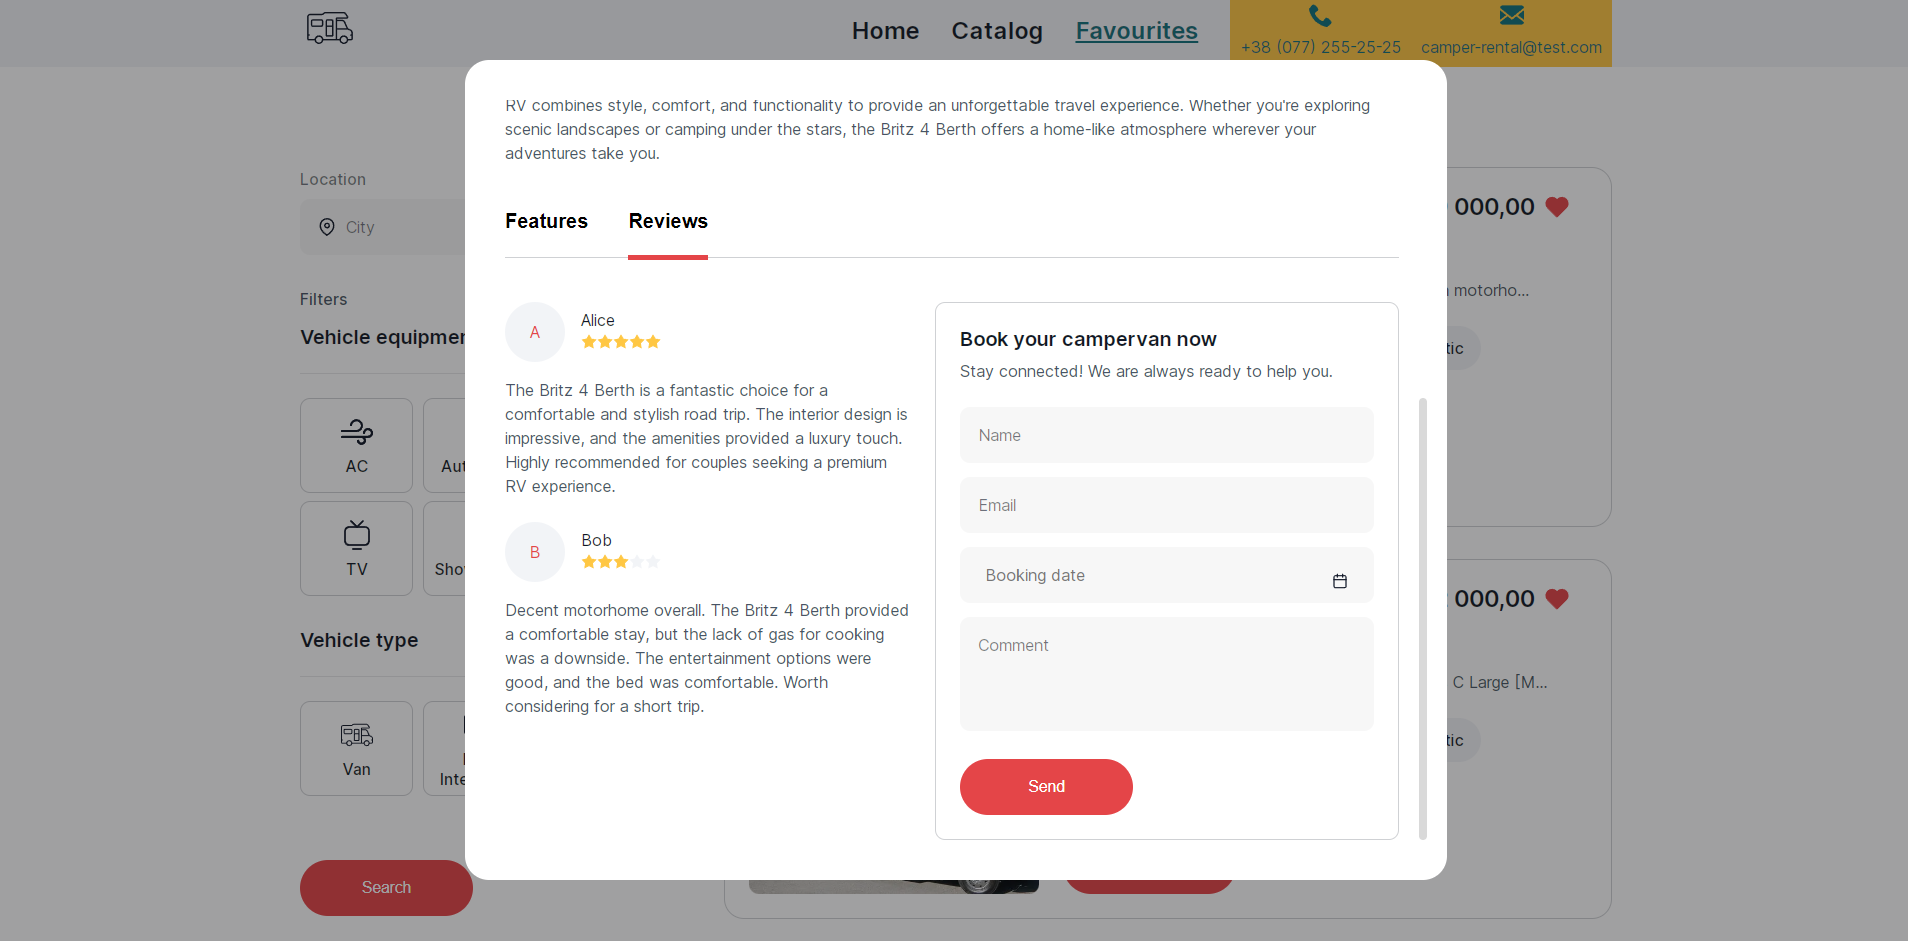 Home Catalog Favourites
+38 (077) 255-25-25 camper-rental@test.com
RV combines style, comfort, and functionality to provide an unforgettable travel experience. Whether you're exploring
scenic landscapes or camping under the stars, the Britz 4 Berth offers a home-like atmosphere wherever your
adventures take you.
Features Reviews
Alice
A
The Britz 4 Berth is a fantastic choice for a
comfortable and stylish road trip. The interior design is
impressive, and the amenities provided a luxury touch.
Highly recommended for couples seeking a premium
RV experience.
Bob
B
Decent motorhome overall. The Britz 4 Berth provided
a comfortable stay, but the lack of gas for cooking
was a downside. The entertainment options were
good, and the bed was comfortable. Worth
considering for a short trip.
Book your campervan now
Stay connected! We are always ready to help you.
Name
Email
Booking date
Comment
Send
Location
City
Filters
Vehicle equipmen
AC
TV
Vehicle type
Van
Search
000,00
motorho...
000,00
C Large [M...